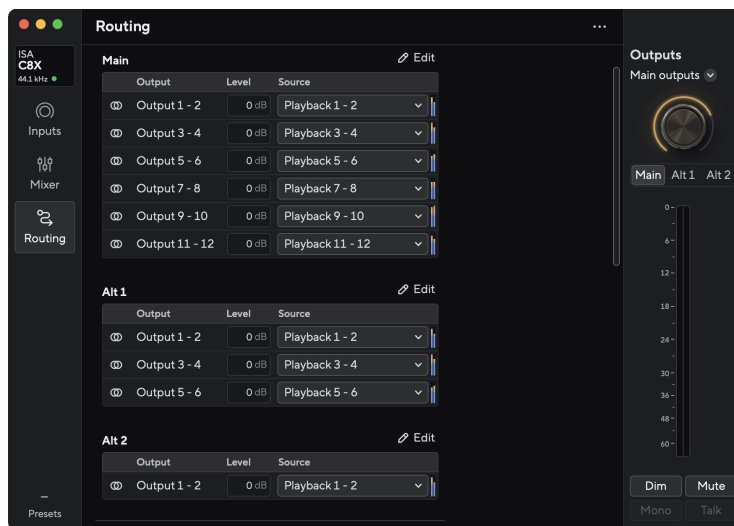 Routing
ISA
C8X
44.1 kHz
Inputs
Mixer
Routing
Presets
Main
Edit
Output Level Source
Output 1 - 2 0 dB Playback 1 - 2
Output 3 - 4 0 dB Playback 3 - 4
Output 5 - 6 0 dB Playback 5 - 6
Output 7 - 8 0 dB Playback 7 - 8
Output 9 - 10 0 dB Playback 9 - 10
Output 11 - 12 0 dB Playback 11 - 12
Alt 1
Edit
Output Level Source
Output 1 - 2 0 dB Playback 1 - 2
Output 3 - 4 0 dB Playback 3 - 4
Output 5 - 6 0 dB Playback 5 - 6
Alt 2
Edit
Output Level Source
Output 1 - 2 0 dB Playback 1 - 2
Outputs
Main outputs
Main Alt 1 Alt 2
0
6
12
18
24
30
36
48
60
Dim Mute
Mono Talk